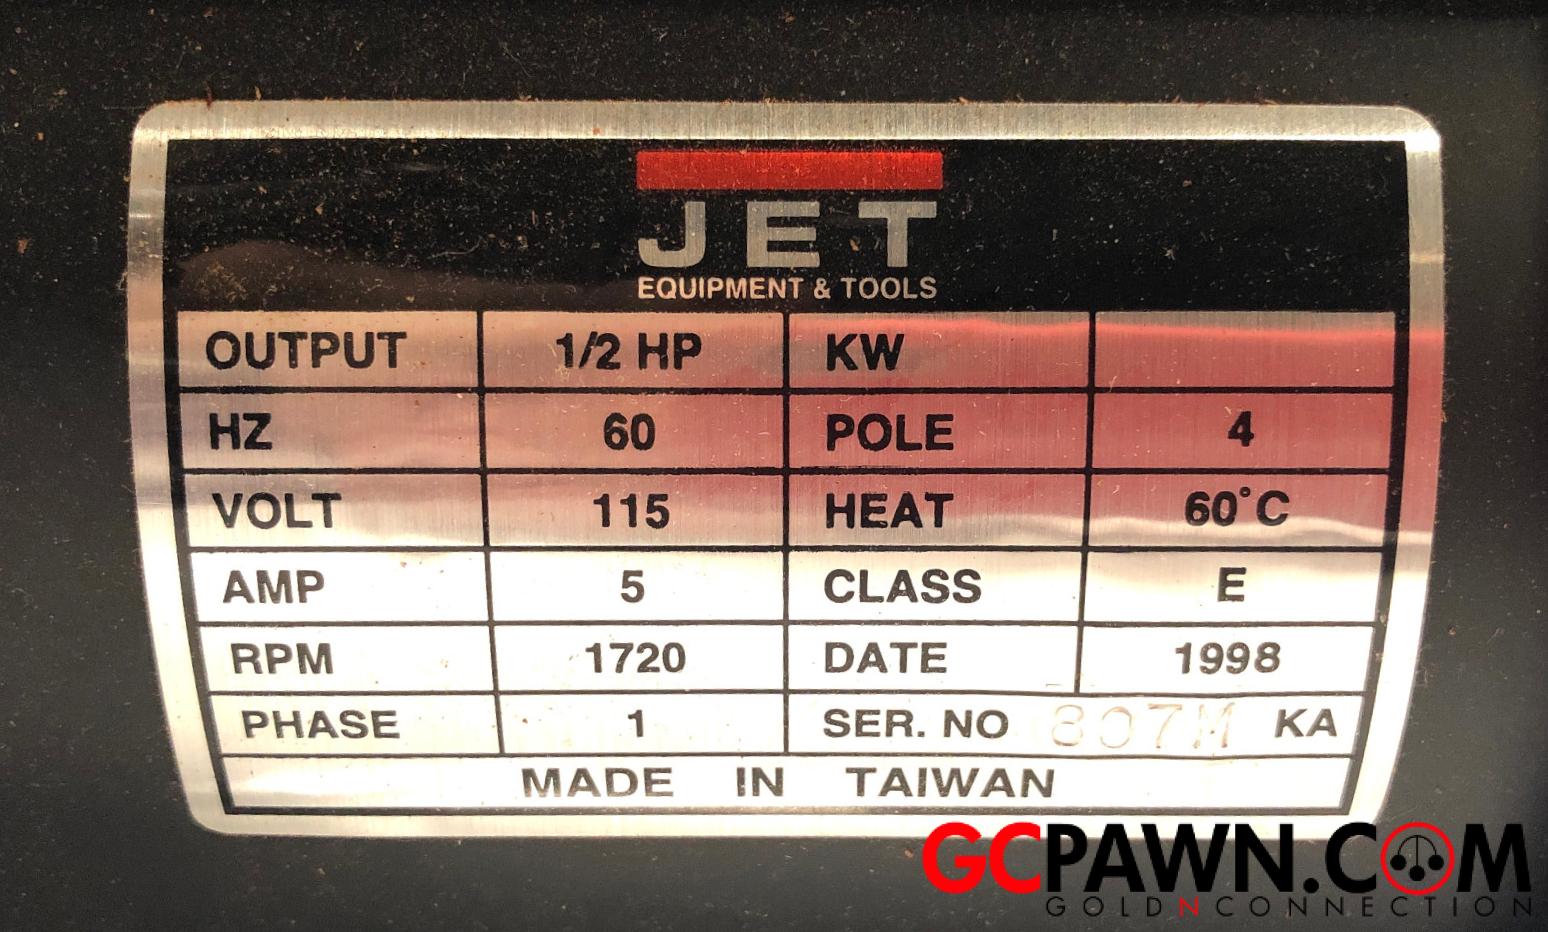 JET
EQUIPMENT & TOOLS
OUTPUT 1/2 HP KW
HZ 60 POLE 4
VOLT 115 HEAT 60°C
AMP 5 CLASS E
RPM 1720 DATE 1998
PHASE 1 SER. NO 807M KA
MADE IN TAIWAN
GCPAWN.COM
GOLDNCONNECTION